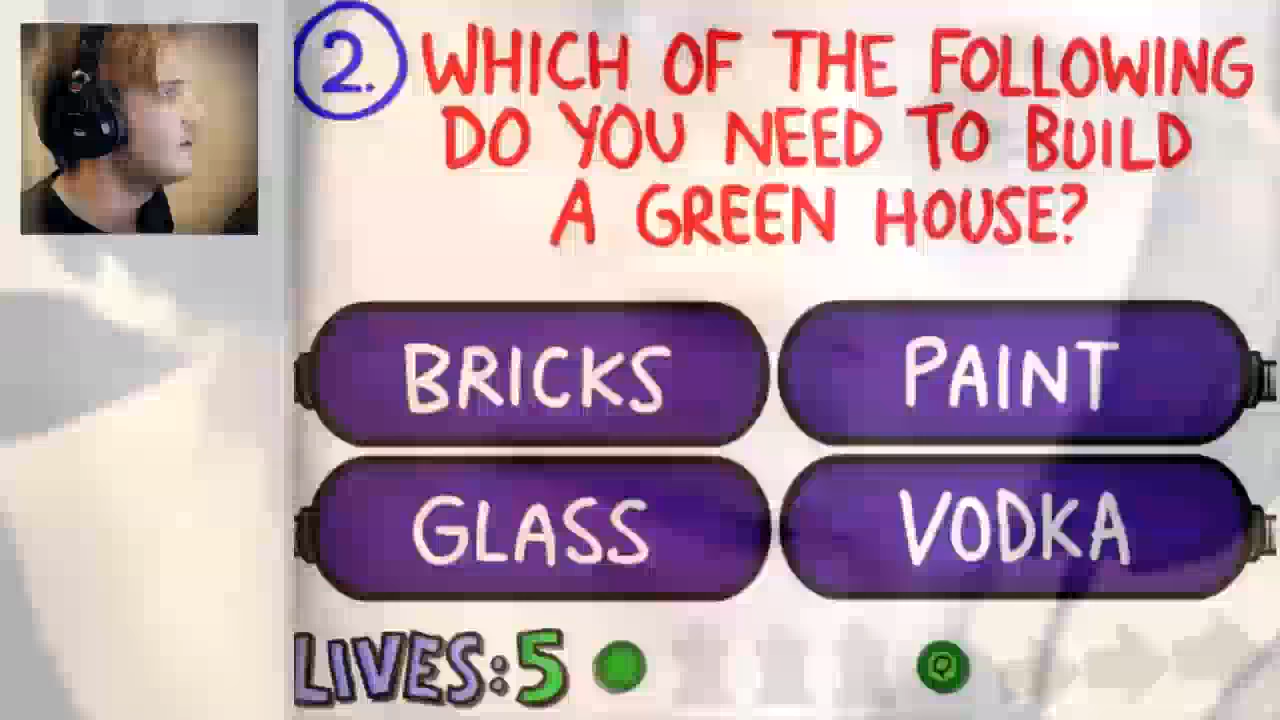 2. WHICH OF THE FOLLOWING
DO YOU NEED TO BUILD
A GREEN HOUSE?
BRICKS
PAINT
GLASS
VODKA
LIVES: 5